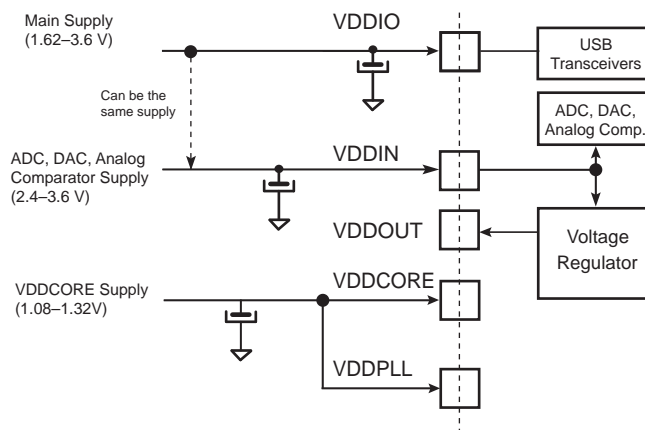 Main Supply
(1.62–3.6 V)
VDDIO
USB
Transceivers
Can be the
same supply
ADC, DAC,
Analog Comp.
ADC, DAC, Analog
Comparator Supply
(2.4–3.6 V)
VDDIN
VDDOUT
Voltage
Regulator
VDDCORE Supply
(1.08–1.32V)
VDDCORE
VDDPLL